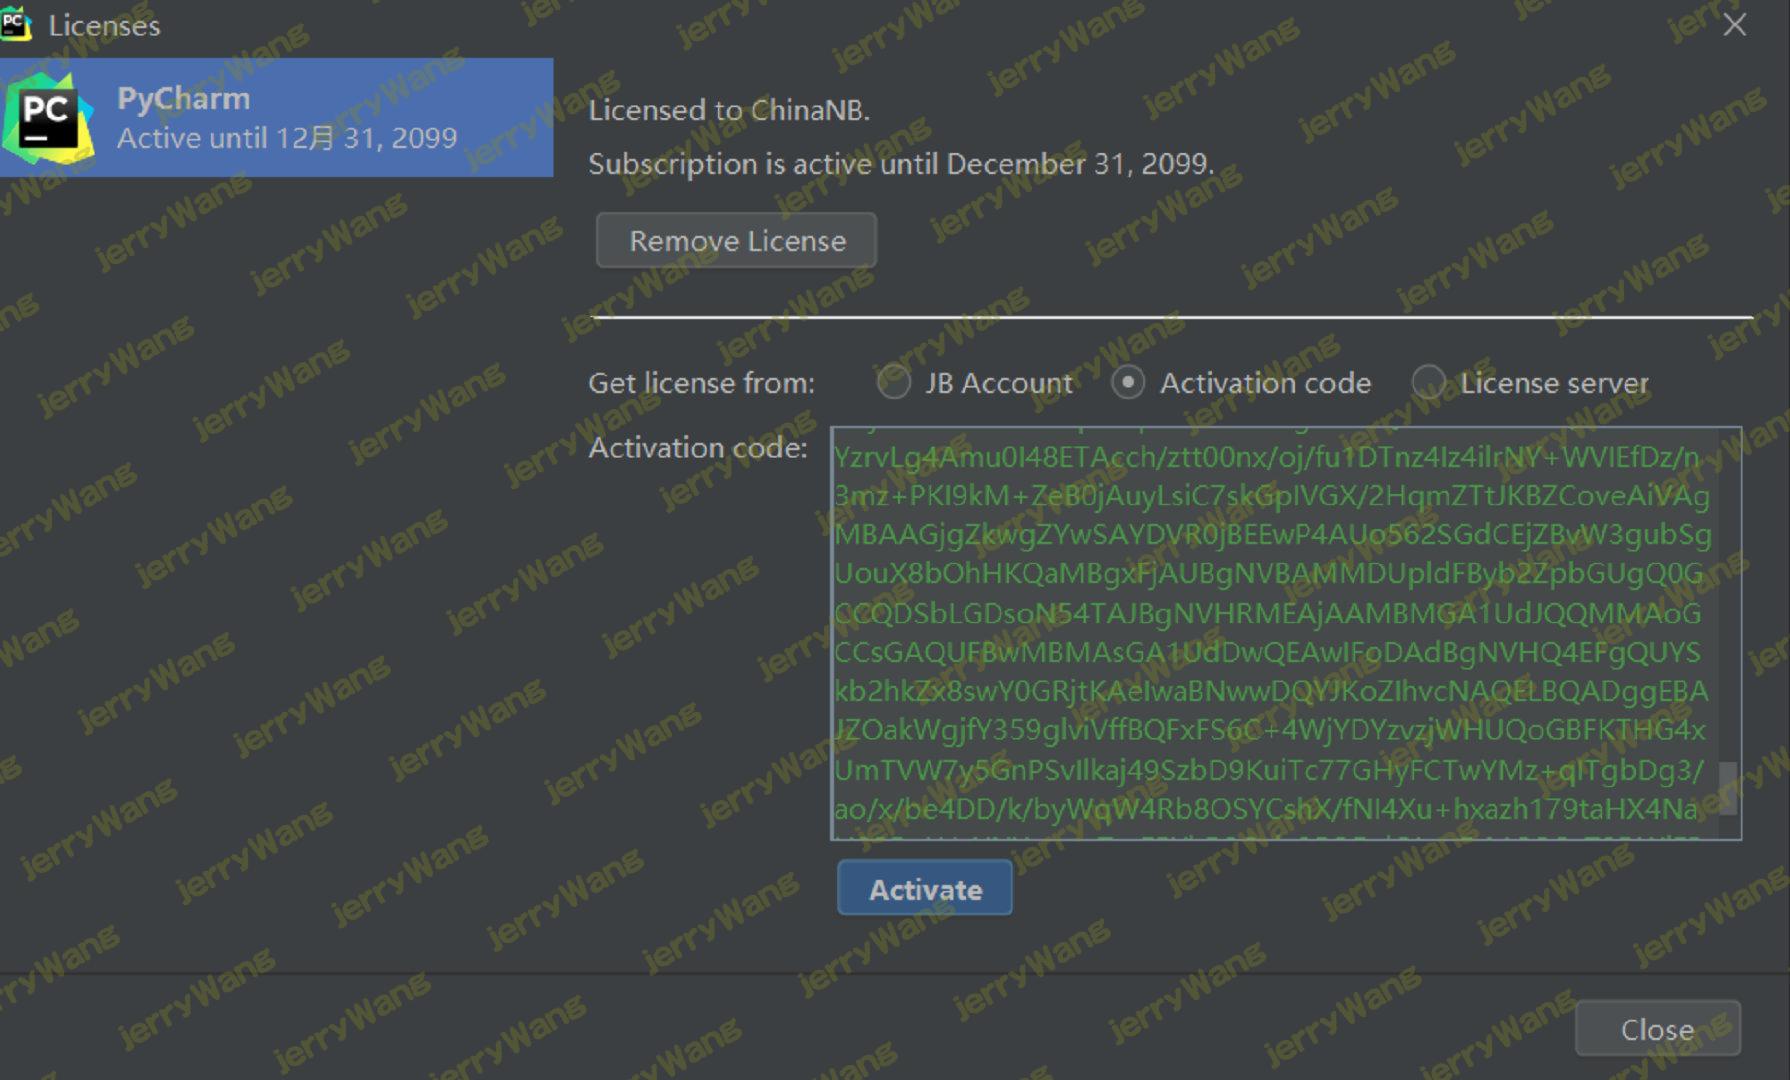 PC
Licenses
PC
PyCharm
Active until 12月 31, 2099
Licensed to ChinaNB.
Subscription is active until December 31, 2099.
Remove License
Get license from:
JB Account
Activation code
License server
Activation code:
YzrvLg4Amu0I48ETAcch/ztt00nx/oj/fu1DTnz4Iz4ilrNY+WVIEfDz/n
3mz+PKI9kM+ZeB0jAuyLsiC7skGpIVGX/2HqmZTtJKBZCoveAiVAg
MBAAGjgZkwgZYwSAYDVR0jBEEwP4AUo562SGdCEjZBvW3gubSg
UouX8bOhHKQaMBgxFjAUBgNVBAMMDUpldFByb2ZpbGUgQ0G
CCQDSbLGDsoN54TAJBgNVHRMEAjAAMBMGA1UdJQQMMAoG
CCsGAQUFBwMBMAsGA1UdDwQEAwIFoDAdBgNVHQ4EFgQUYS
kb2hkZx8swY0GRjtKAeIwaBNwwDQYJKoZIhvcNAQELBQADggEBA
JZOakWgjfY359glviVffBQFxFS6C+4WjYDYzvzjWHUQoGBFKTHG4x
UmTVW7y5GnPSvIlkaj49SzbD9KuiTc77GHyFCTwYMz+qITgbDg3/
ao/x/be4DD/k/byWqW4Rb8OSYCshX/fNI4Xu+hxazh179taHX4Na
Activate
Close
jerryWang